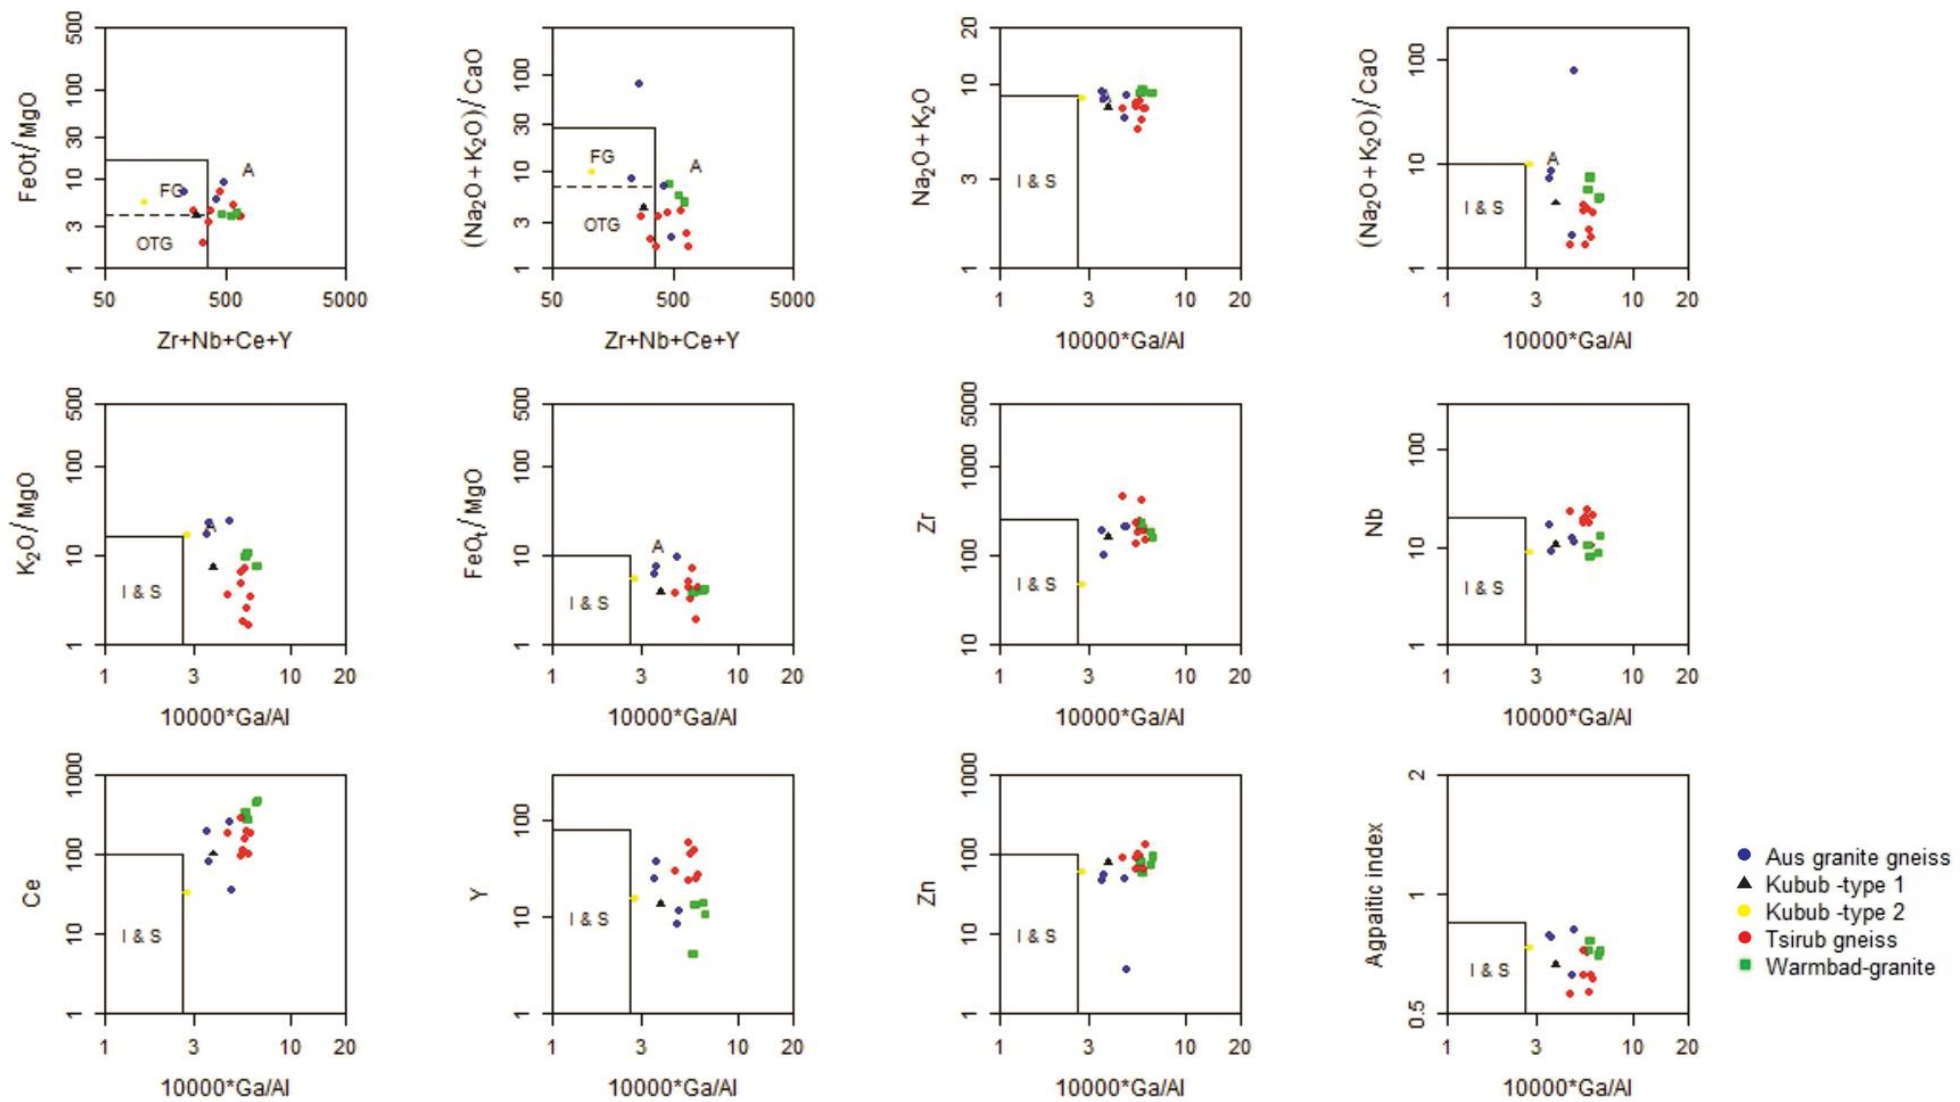 FeOt/MgO
500
100
30
10
3
1
A
FG
OTG
50
500
5000
Zr+Nb+Ce+Y
(Na2O+K2O)/CaO
100
30
10
3
1
FG
A
OTG
50
500
5000
Zr+Nb+Ce+Y
Na2O+K2O
20
10
3
1
I & S
1
3
10
20
10000*Ga/Al
(Na2O+K2O)/CaO
100
10
1
A
I & S
1
3
10
20
10000*Ga/Al
K2O/MgO
500
100
10
1
A
I & S
1
3
10
20
10000*Ga/Al
FeOt/MgO
500
100
10
1
A
I & S
1
3
10
20
10000*Ga/Al
Zr
5000
1000
100
10
I & S
1
3
10
20
10000*Ga/Al
Nb
100
10
1
I & S
1
3
10
20
10000*Ga/Al
Ce
1000
100
10
1
I & S
1
3
10
20
10000*Ga/Al
Y
100
10
1
I & S
1
3
10
20
10000*Ga/Al
Zn
1000
100
10
1
I & S
1
3
10
20
10000*Ga/Al
Agpaitic index
2
1
0.5
I & S
1
3
10
20
10000*Ga/Al
Aus granite gneiss
Kubub -type 1
Kubub -type 2
Tsirub gneiss
Warmbad-granite